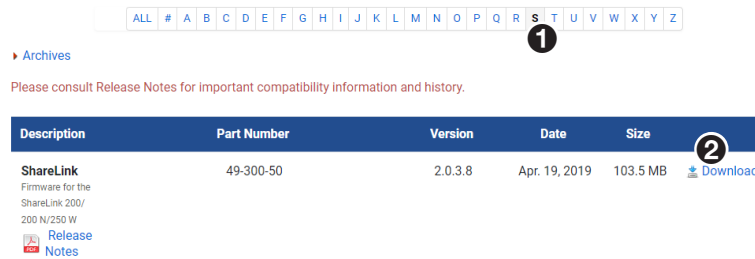 ALL # A B C D E F G H I J K L M N O P Q R S T U V W X Y Z
1
Archives
Please consult Release Notes for important compatibility information and history.
Description Part Number Version Date Size
2
ShareLink 49-300-50 2.0.3.8 Apr. 19, 2019 103.5 MB Download
Firmware for the
ShareLink 200/
200 N/250 W
PDF Release
Notes